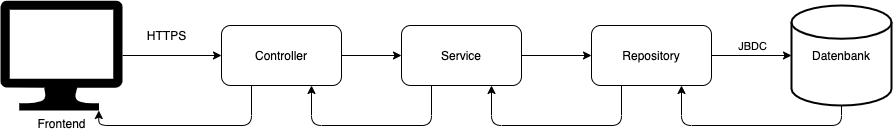 HTTPS
Controller
Service
Repository
JBDC
Datenbank
Frontend